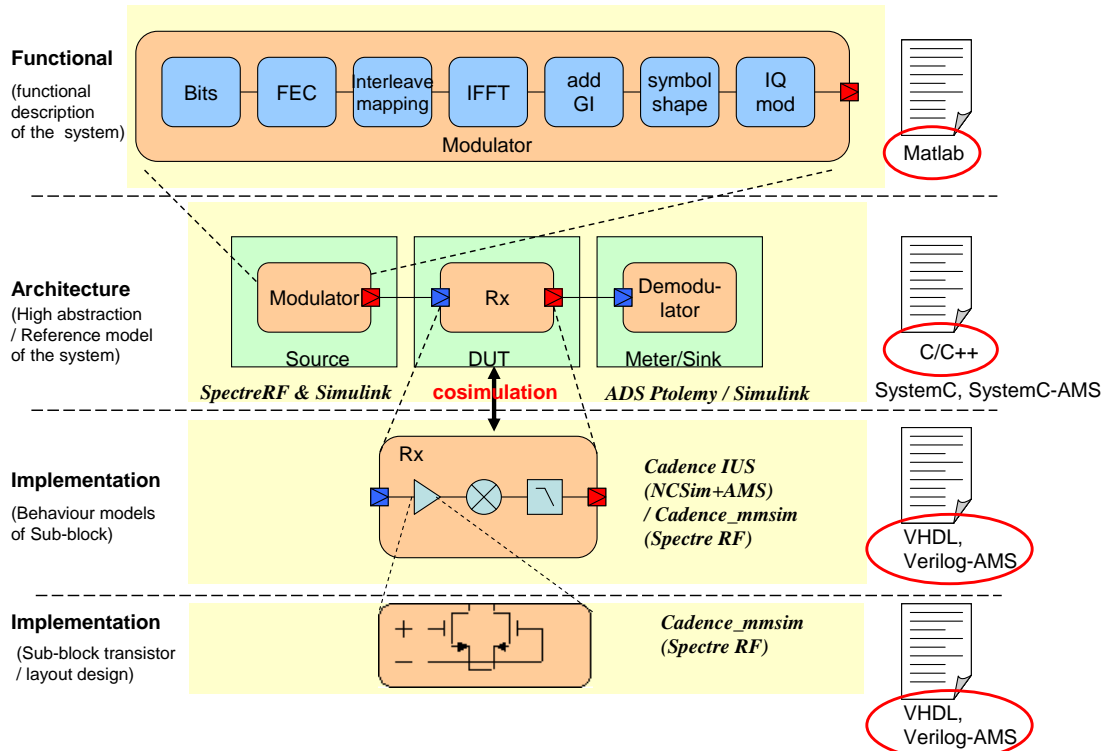 Functional
(functional
description
of the system)
Bits
FEC
Interleave
mapping
IFFT
add
GI
symbol
shape
IQ
mod
Modulator
Matlab
Architecture
(High abstraction
/ Reference model
of the system)
Modulator
Source
Rx
DUT
Demodu-
lator
Meter/Sink
SpectreRF & Simulink
cosimulation
ADS Ptolemy / Simulink
C/C++
SystemC, SystemC-AMS
Implementation
(Behaviour models
of Sub-block)
Rx
Cadence IUS
(NCSim+AMS)
/ Cadence_mmsim
(Spectre RF)
VHDL,
Verilog-AMS
Implementation
(Sub-block transistor
/ layout design)
Cadence_mmsim
(Spectre RF)
VHDL,
Verilog-AMS